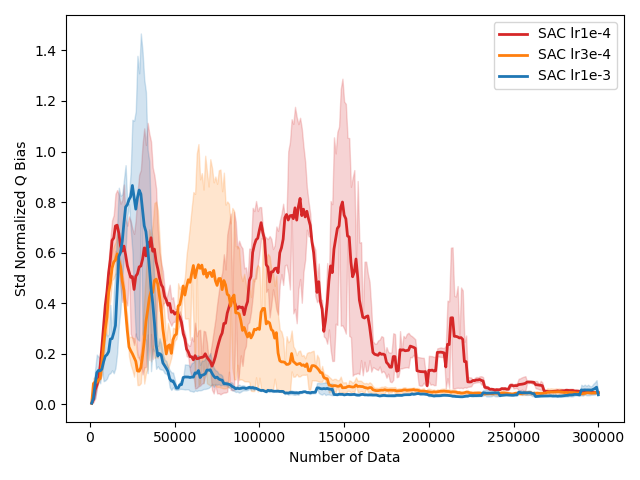 SAC lr1e-4
SAC lr3e-4
SAC lr1e-3
Std Normalized Q Bias
1.4
1.2
1.0
0.8
0.6
0.4
0.2
0.0
0 50000 100000 150000 200000 250000 300000
Number of Data